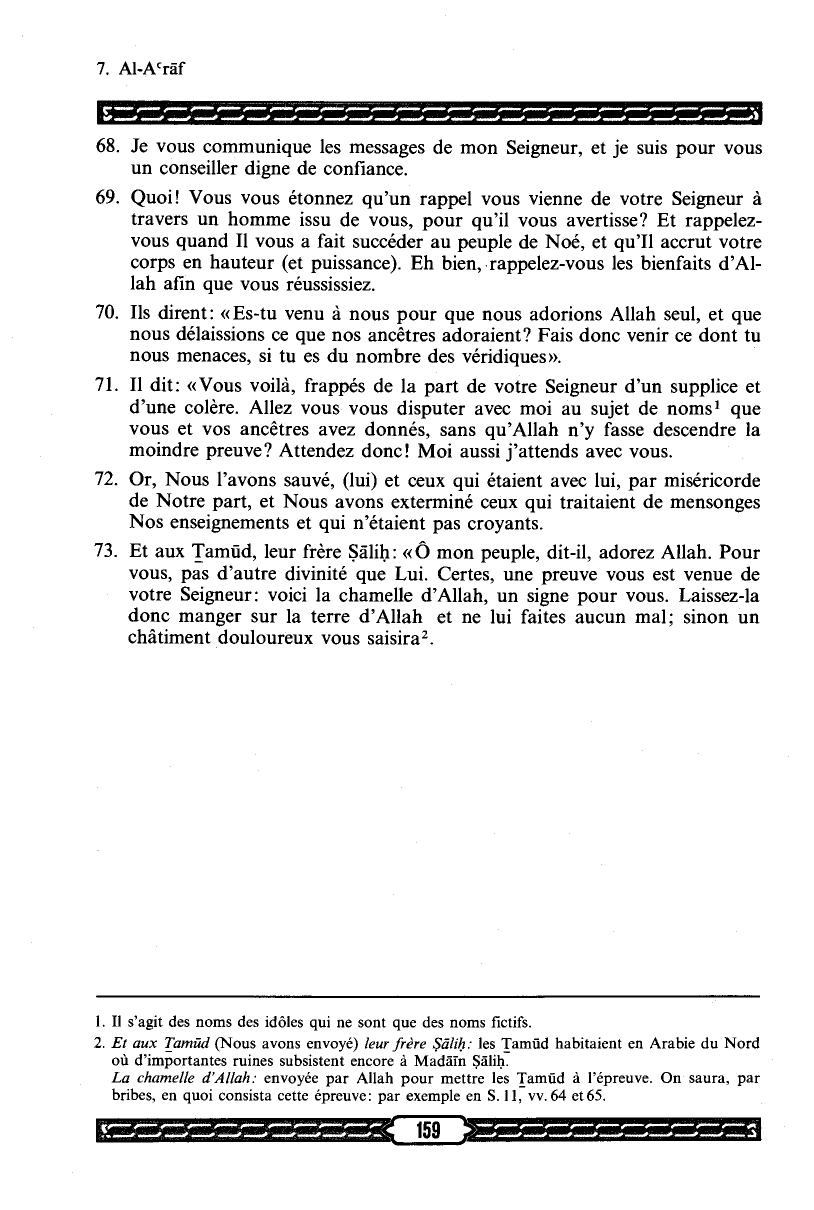 7. Al-Aʿrāf
68. Je vous communique les messages de mon Seigneur, et je suis pour vous
un conseiller digne de confiance.
69. Quoi! Vous vous étonnez qu'un rappel vous vienne de votre Seigneur à
travers un homme issu de vous, pour qu'il vous avertisse? Et rappelez-
vous quand Il vous a fait succéder au peuple de Noé, et qu'Il accrut votre
corps en hauteur (et puissance). Eh bien, rappelez-vous les bienfaits d'Al-
lah afin que vous réussissiez.
70. Ils dirent: «Es-tu venu à nous pour que nous adorions Allah seul, et que
nous délaissions ce que nos ancêtres adoraient? Fais donc venir ce dont tu
nous menaces, si tu es du nombre des véridiques».
71. Il dit: «Vous voilà, frappés de la part de votre Seigneur d'un supplice et
d'une colère. Allez vous vous disputer avec moi au sujet de noms¹ que
vous et vos ancêtres avez donnés, sans qu'Allah n'y fasse descendre la
moindre preuve? Attendez donc! Moi aussi j'attends avec vous.
72. Or, Nous l'avons sauvé, (lui) et ceux qui étaient avec lui, par miséricorde
de Notre part, et Nous avons exterminé ceux qui traitaient de mensonges
Nos enseignements et qui n'étaient pas croyants.
73. Et aux Ṯamūd, leur frère Ṣāliḥ: «Ô mon peuple, dit-il, adorez Allah. Pour
vous, pas d'autre divinité que Lui. Certes, une preuve vous est venue de
votre Seigneur: voici la chamelle d'Allah, un signe pour vous. Laissez-la
donc manger sur la terre d'Allah et ne lui faites aucun mal; sinon un
châtiment douloureux vous saisira².
1. Il s'agit des noms des idôles qui ne sont que des noms fictifs.
2. Et aux Ṯamūd (Nous avons envoyé) leur frère Ṣāliḥ: les Ṯamūd habitaient en Arabie du Nord
où d'importantes ruines subsistent encore à Madāīn Ṣāliḥ.
La chamelle d'Allah: envoyée par Allah pour mettre les Ṯamūd à l'épreuve. On saura, par
bribes, en quoi consista cette épreuve: par exemple en S. 11, vv. 64 et 65.
159